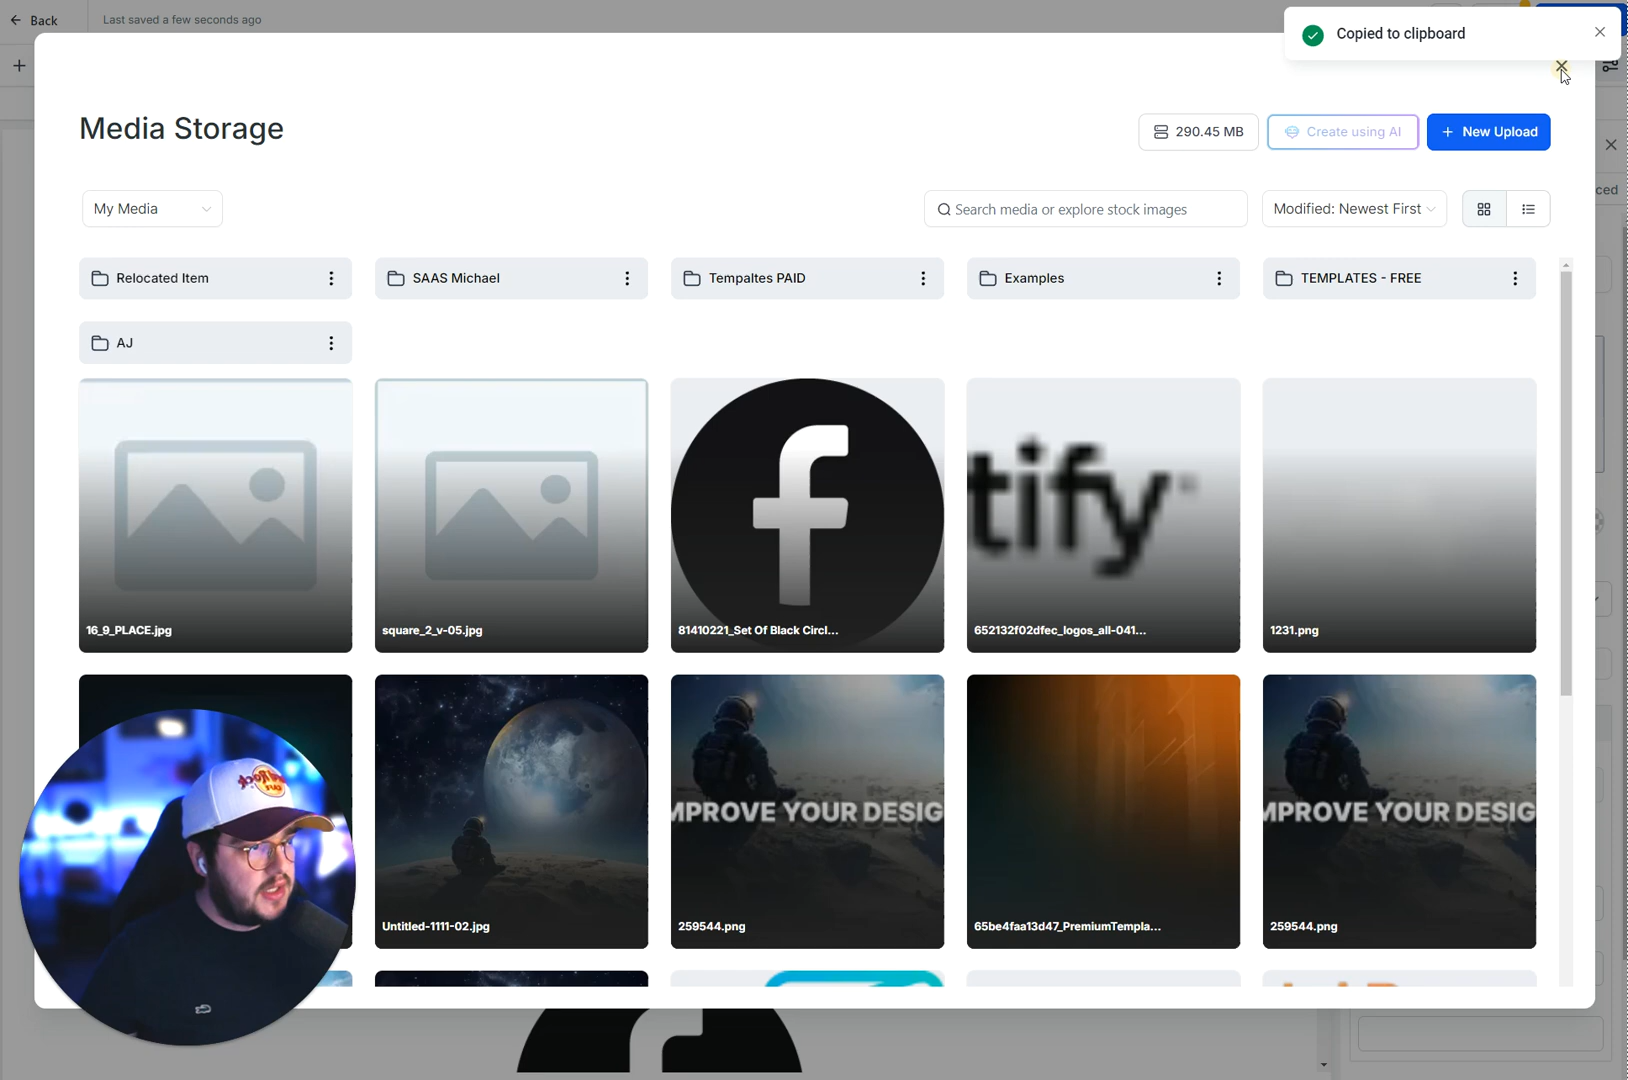 Back
Last saved a few seconds ago
Copied to clipboard
Media Storage
290.45 MB
Create using AI
+ New Upload
My Media
Search media or explore stock images
Modified: Newest First
ced
Relocated Item
SAAS Michael
Tempaltes PAID
Examples
TEMPLATES - FREE
AJ
tify
16_9_PLACE.jpg
square_2_v-05.jpg
81410221_Set Of Black Circl...
652132f02dfec_logos_all-041...
1231.png
MPROVE YOUR DESIG
MPROVE YOUR DESIG
Untitled-1111-02.jpg
259544.png
65be4faa13d47_PremiumTempla...
259544.png